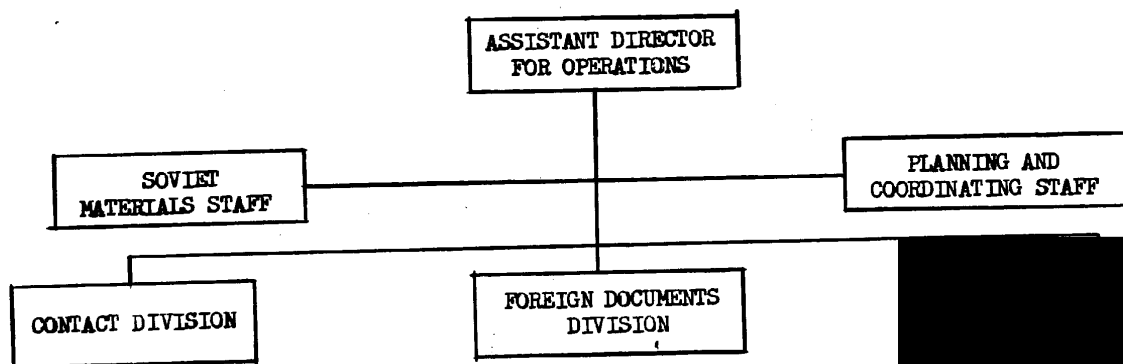 ASSISTANT DIRECTOR
FOR OPERATIONS
SOVIET
MATERIALS STAFF
PLANNING AND
COORDINATING STAFF
CONTACT DIVISION
FOREIGN DOCUMENTS
DIVISION